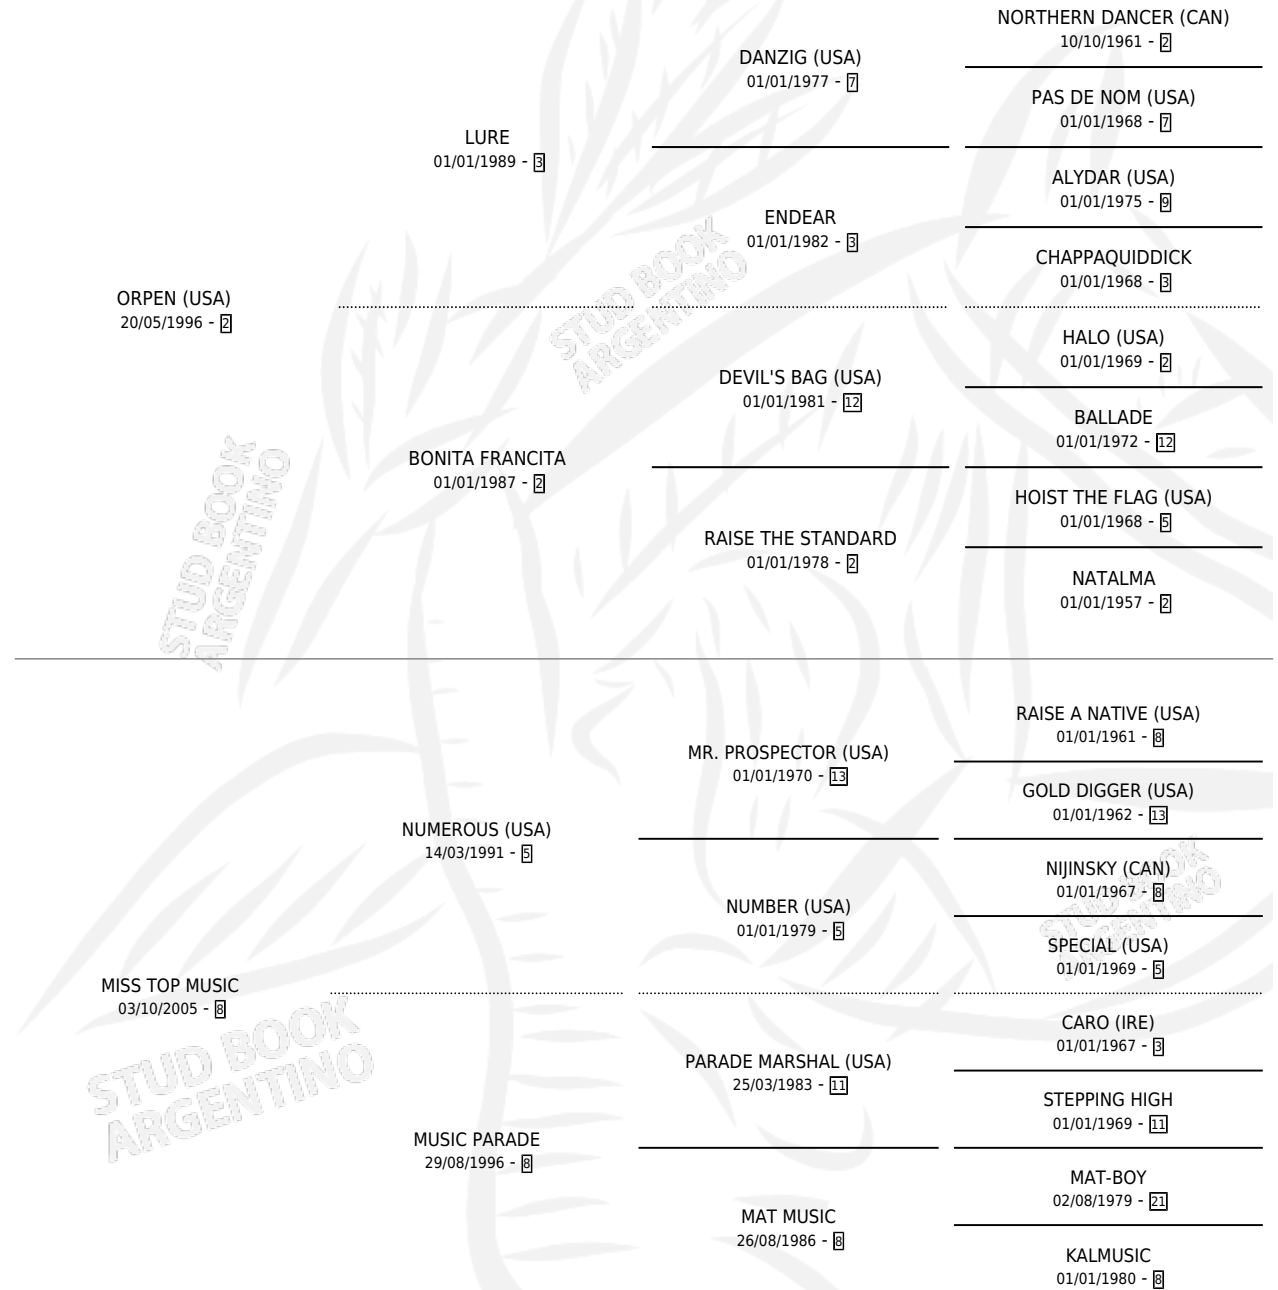 NORTHERN DANCER (CAN)
10/10/1961 - 2
DANZIG (USA)
01/01/1977 - 7
PAS DE NOM (USA)
01/01/1968 - 7
LURE
01/01/1989 - 3
ALYDAR (USA)
01/01/1975 - 9
ENDEAR
01/01/1982 - 3
CHAPPAQUIDDICK
01/01/1968 - 3
ORPEN (USA)
20/05/1996 - 2
STUD BOOK
ARGENTINO
HALO (USA)
01/01/1969 - 2
DEVIL'S BAG (USA)
01/01/1981 - 12
BALLADE
01/01/1972 - 12
BONITA FRANCITA
01/01/1987 - 2
HOIST THE FLAG (USA)
01/01/1968 - 5
RAISE THE STANDARD
01/01/1978 - 2
NATALMA
01/01/1957 - 2
STUD BOOK
ARGENTINO
RAISE A NATIVE (USA)
01/01/1961 - 8
MR. PROSPECTOR (USA)
01/01/1970 - 13
GOLD DIGGER (USA)
01/01/1962 - 13
NUMEROUS (USA)
14/03/1991 - 5
NIJINSKY (CAN)
01/01/1967 - 8
NUMBER (USA)
01/01/1979 - 5
SPECIAL (USA)
01/01/1969 - 5
STUD BOOK
ARGENTINO
MISS TOP MUSIC
03/10/2005 - 8
CARO (IRE)
01/01/1967 - 3
PARADE MARSHAL (USA)
25/03/1983 - 11
STEPPING HIGH
01/01/1969 - 11
STUD BOOK
ARGENTINO
MUSIC PARADE
29/08/1996 - 8
MAT-BOY
02/08/1979 - 21
MAT MUSIC
26/08/1986 - 8
KALMUSIC
01/01/1980 - 8